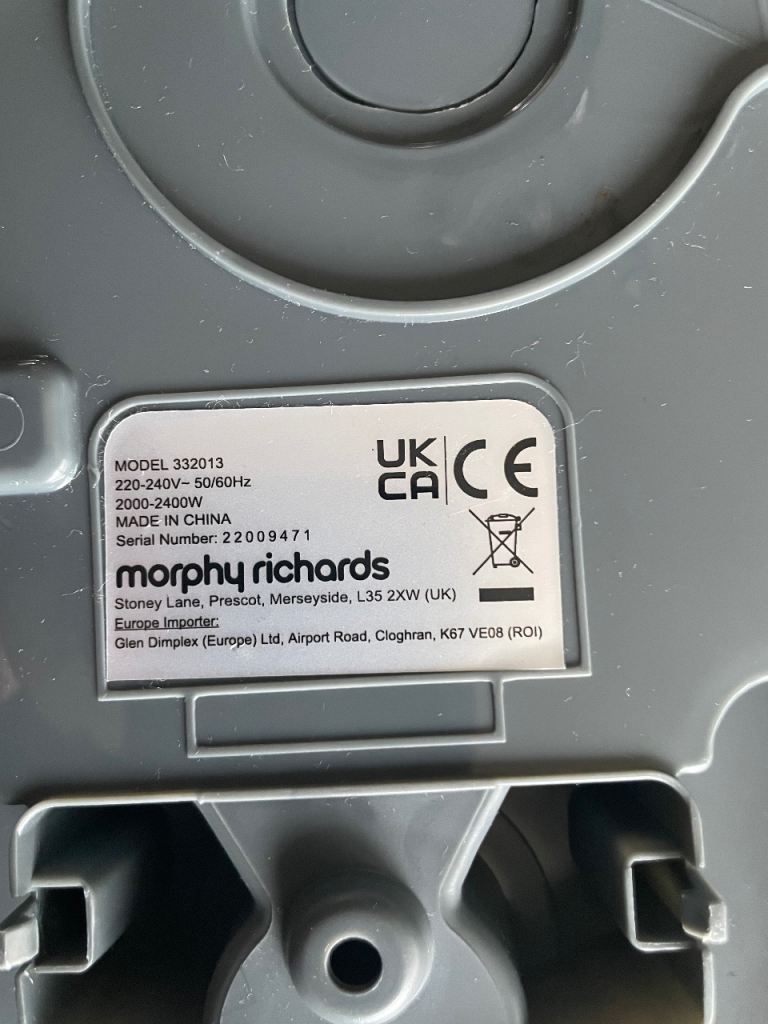 MODEL 332013
220-240V~ 50/60Hz
2000-2400W
MADE IN CHINA
Serial Number: 22009471
UK
CA
CE
morphy richards
Stoney Lane, Prescot, Merseyside, L35 2XW (UK)
Europe Importer:
Glen Dimplex (Europe) Ltd, Airport Road, Cloghran, K67 VE08 (ROI)